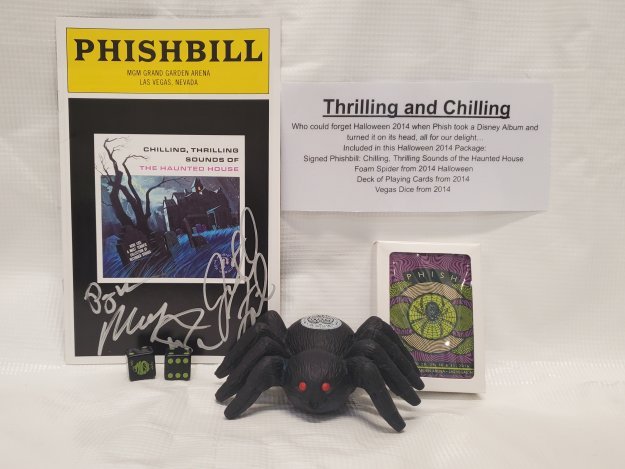 PHISHBILL
MGM GRAND GARDEN ARENA
LAS VEGAS, NEVADA
CHILLING, THRILLING
SOUNDS OF
THE HAUNTED HOUSE
Thrilling and Chilling
Who could forget Halloween 2014 when Phish took a Disney Album and
turned it on its head, all for our delight...
Included in this Halloween 2014 Package:
Signed Phishbill: Chilling, Thrilling Sounds of the Haunted House
Foam Spider from 2014 Halloween
Deck of Playing Cards from 2014
Vegas Dice from 2014
PHISH